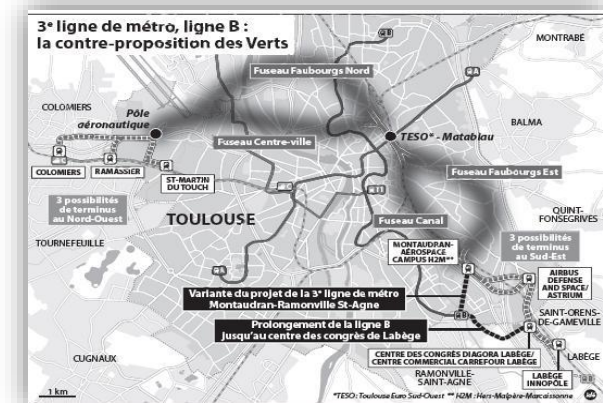 3e ligne de métro, ligne B :
la contre-proposition des Verts
MONTRABÉ
Fuseau Faubourgs Nord
COLOMIERS
Pôle
aéronautique
BALMA
TESO* - Matabiau
Fuseau Centre-ville
COLOMIERS
RAMASSIER
ST-MARTIN
DU TOUCH
Fuseau Faubourgs Est
3 possibilités
de terminus
au Nord-Ouest
TOULOUSE
Fuseau Canal
QUINT-
FONSEGRIVES
TOURNEFEUILLE
MONTAUDRAN-
AÉROSPACE
CAMPUS H2M**
3 possibilités
de terminus
au Sud-Est
AIRBUS
DEFENSE
AND SPACE/
ASTRIUM
Variante du projet de la 3e ligne de métro
Montaudran-Ramonville St-Agne
Prolongement de la ligne B
Jusqu'au centre des congrès de Labège
SAINT-ORENS-
DE-GAMEVILLE
CUGNAUX
CENTRE DES CONGRÈS DIAGORA LABÈGE/
CENTRE COMMERCIAL CARREFOUR LABÈGE
LABÈGE
RAMONVILLE-
SAINT-AGNE
LABÈGE
INNOPÔLE
1 km
*TESO: Toulouse Euro Sud-Ouest ** H2M : Hers-Malpère-Marcaissonne